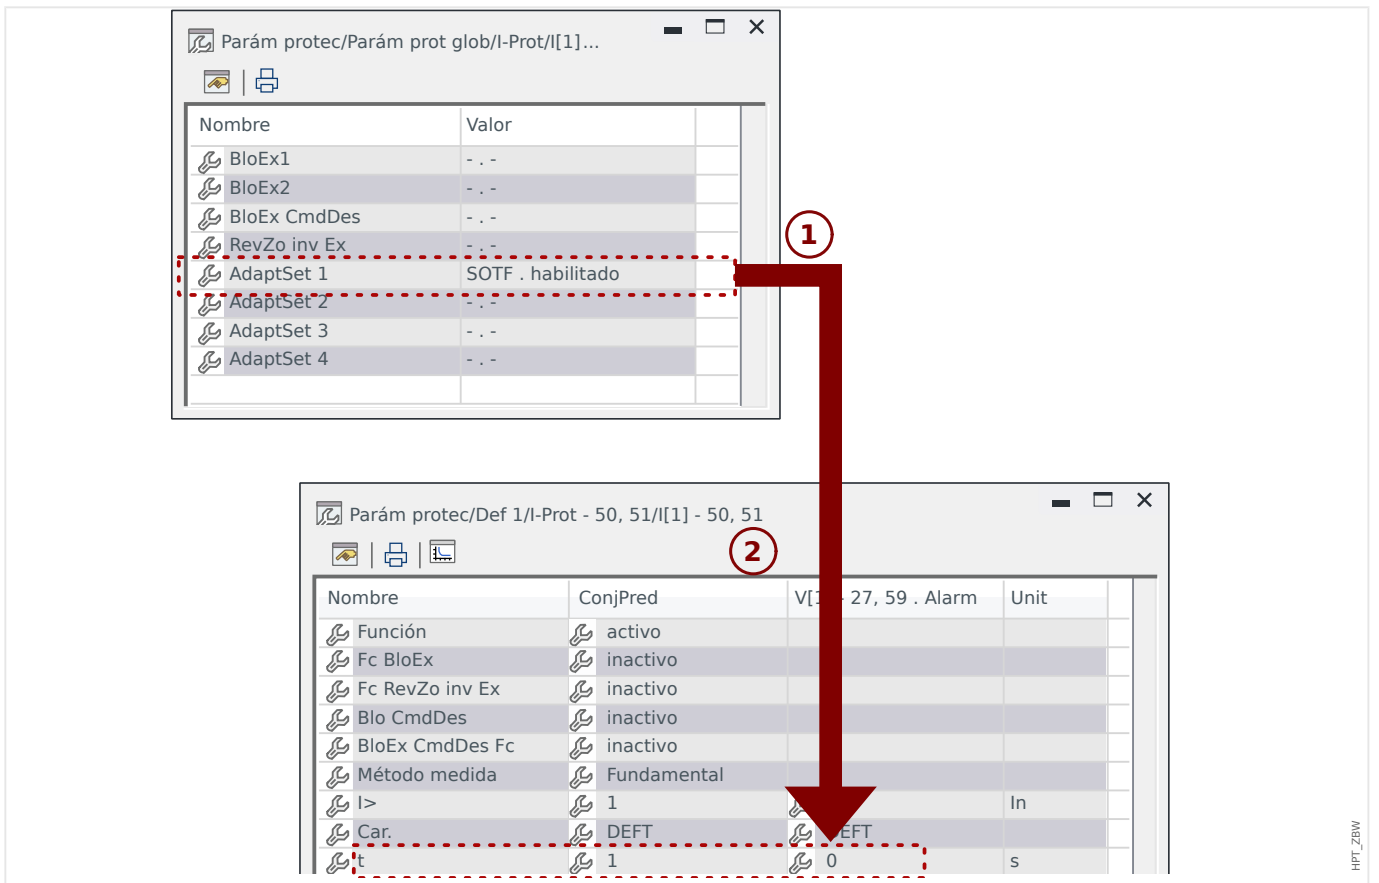 Parám protec/Parám prot glob/I-Prot/I[1]...
Nombre Valor
BloEx1 - . -
BloEx2 - . -
BloEx CmdDes - . -
RevZo inv Ex - . -
AdaptSet 1 SOTF . habilitado
AdaptSet 2 - . -
AdaptSet 3 - . -
AdaptSet 4 - . -
1
Parám protec/Def 1/I-Prot - 50, 51/I[1] - 50, 51
2
Nombre ConjPred 27, 59 . Alarm Unit
Función activo
Fc BloEx inactivo
Fc RevZo inv Ex inactivo
Blo CmdDes inactivo
BloEx CmdDes Fc inactivo
Método medida Fundamental
I> 1 In
Car. DEFT
t 1 0 s
HPT_ZBW